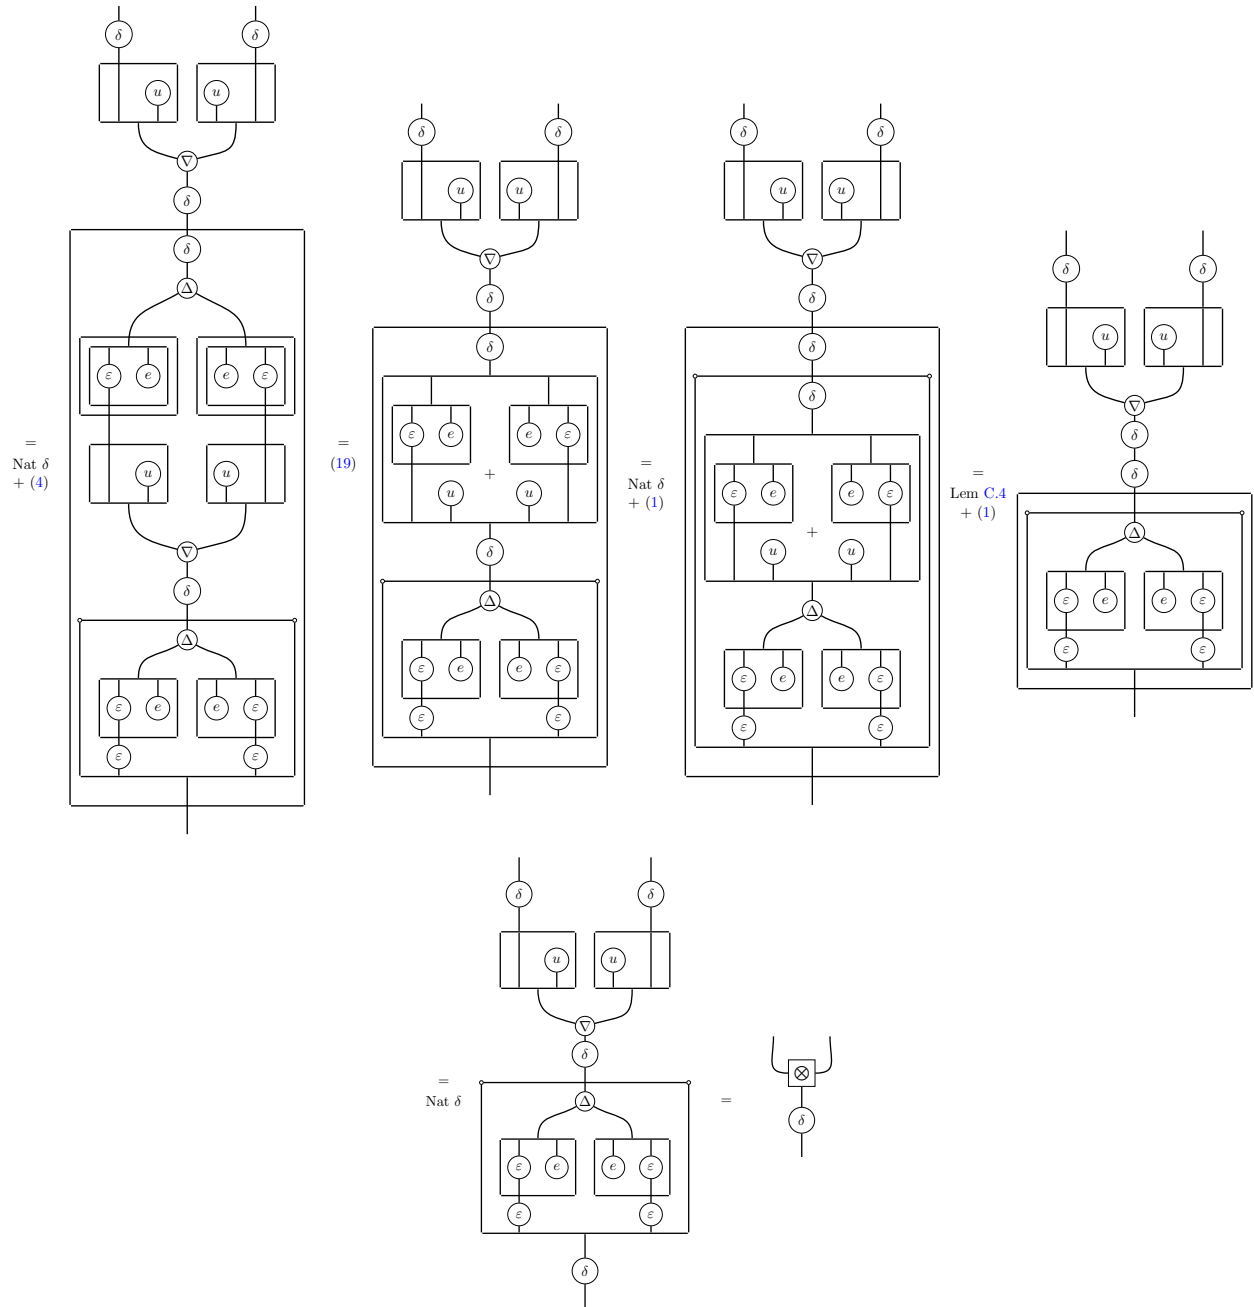 =
Nat δ
+ (4)
δ δ
u u
∇
δ
δ
Δ
ε e e ε
u u
∇
δ
Δ
ε e e ε
ε ε
=
(19)
δ δ
u u
∇
δ
δ
ε e e ε
+
u u
δ
Δ
ε e e ε
ε ε
=
Nat δ
+ (1)
δ δ
u u
∇
δ
δ
δ
ε e e ε
+
u u
Δ
ε e e ε
ε ε
=
Lem C.4
+ (1)
δ δ
u u
∇
δ
δ
Δ
ε e e ε
ε ε
=
Nat δ
δ δ
u u
∇
δ
Δ
ε e e ε
ε ε
δ
=
⊗
δ